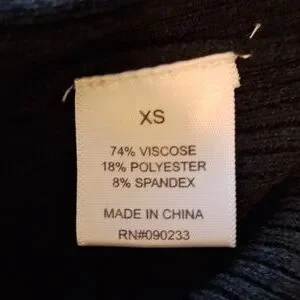 XS
74% VISCOSE
18% POLYESTER
8% SPANDEX
MADE IN CHINA
RN#090233